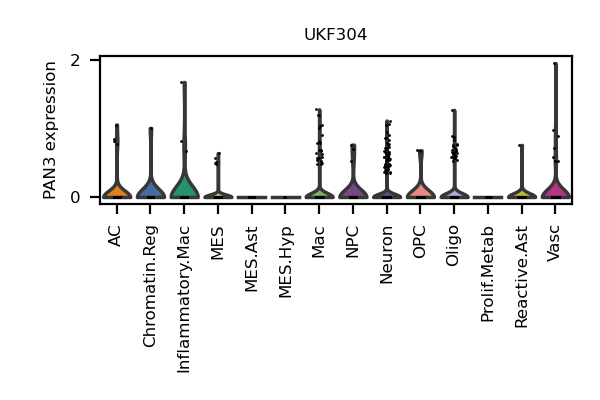 UKF304
PAN3 expression
2
0
AC
Chromatin.Reg
Inflammatory.Mac
MES
MES.Ast
MES.Hyp
Mac
NPC
Neuron
OPC
Oligo
Prolif.Metab
Reactive.Ast
Vasc